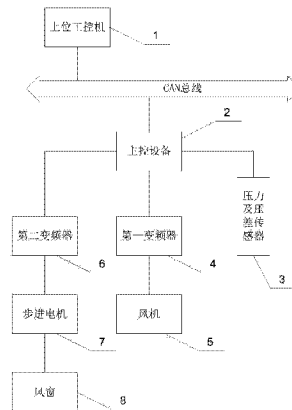 上位工控机
1
CAN总线
2
主控设备
压力
及压
差传
感器
第二变频器
第一变频器
6
4
3
步进电机
风机
7
5
风窗
8